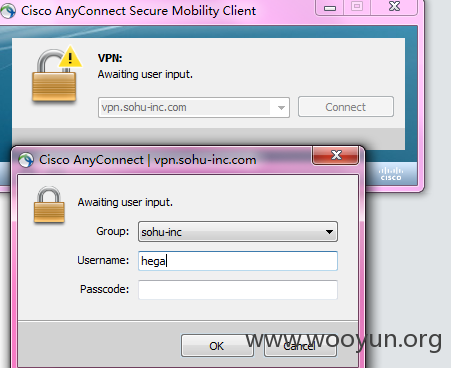 Cisco AnyConnect Secure Mobility Client
VPN:
Awaiting user input.
vpn.sohu-inc.com
Connect
Cisco AnyConnect | vpn.sohu-inc.com
CISCO
Awaiting user input.
Group: sohu-inc
Username: hega
Passcode:
OK Cancel
www.wooyun.org